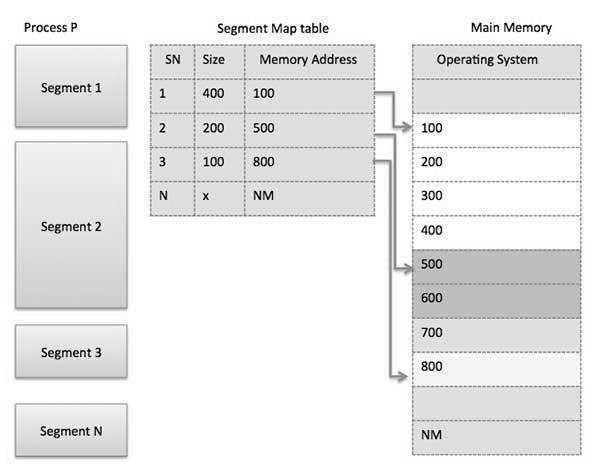 Process P
Segment Map table
Main Memory
Segment 1
Segment 2
Segment 3
Segment N
SN Size Memory Address
1 400 100
2 200 500
3 100 800
N x NM
Operating System
100
200
300
400
500
600
700
800
NM